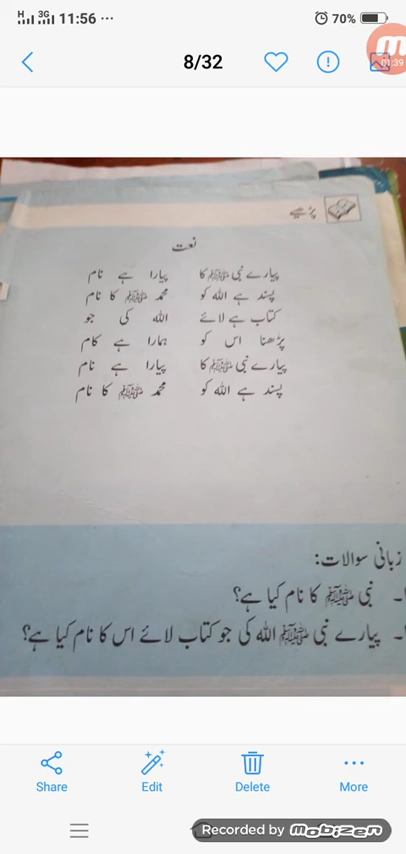 H 3G 11:56 ... 70%
01:39
8/32
پڑھیے
نعت
پیارے نبی ﷺ کا پیارا ہے نام
پسند ہے اللہ کو محمد ﷺ کا نام
کتاب ہے لائے اللہ کی جو
پڑھنا اس کو ہمارا ہے کام
پیارے نبی ﷺ کا پیارا ہے نام
پسند ہے اللہ کو محمد ﷺ کا نام
زبانی سوالات:
۔ نبی ﷺ کا نام کیا ہے؟
۔ پیارے نبی ﷺ اللہ کی جو کتاب لائے اس کا نام کیا ہے؟
Share Edit Delete More
Recorded by mobizen